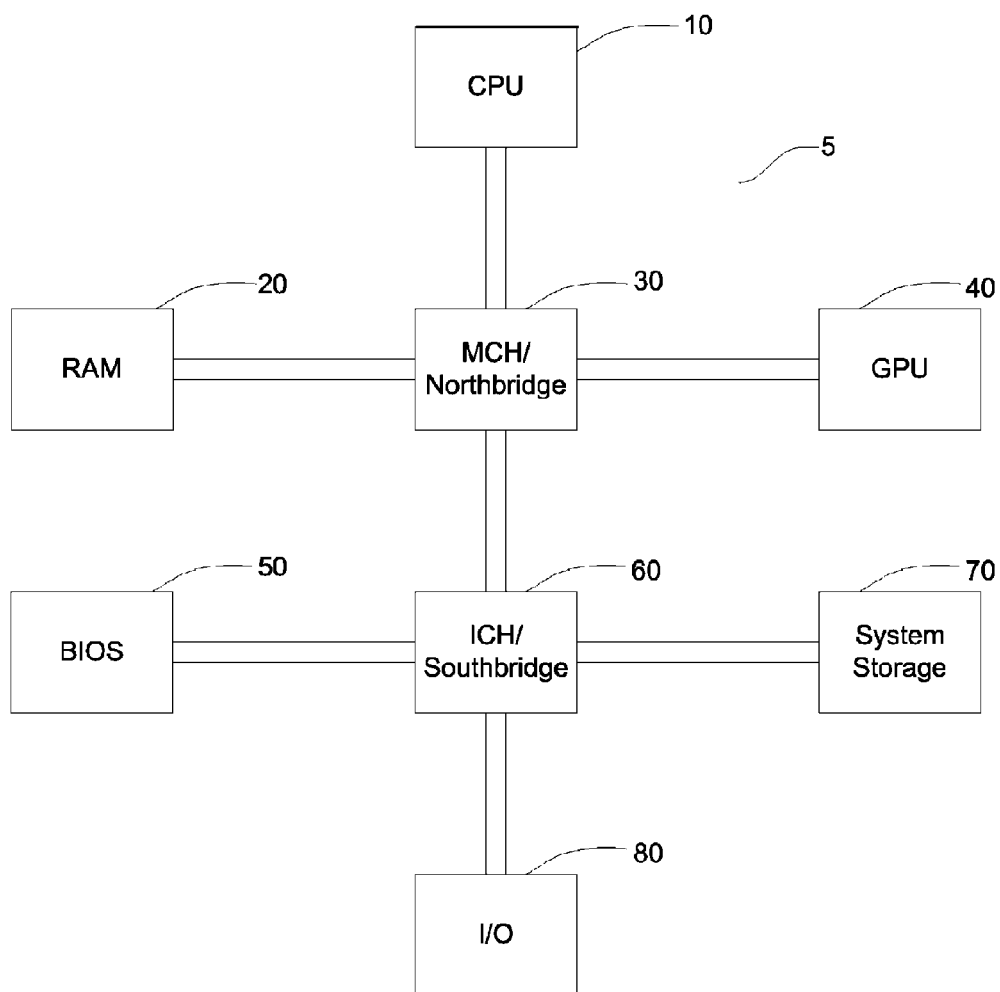 10
CPU
5
20
30
40
RAM
MCH/
Northbridge
GPU
50
60
70
BIOS
ICH/
Southbridge
System
Storage
80
I/O